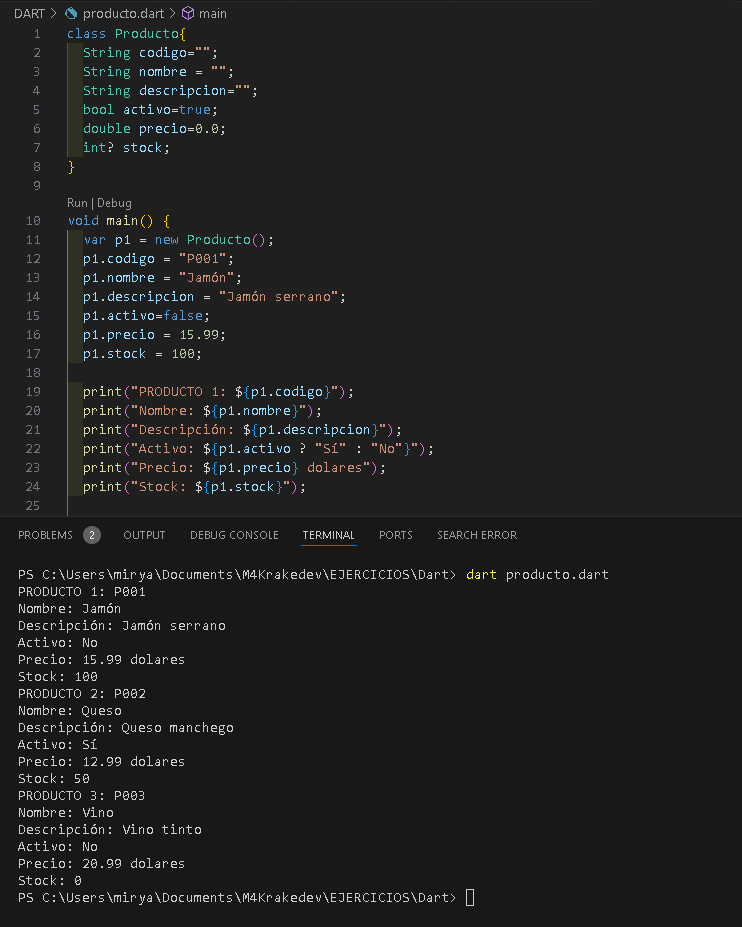 DART > producto.dart > main
1 class Producto{
2 String codigo="";
3 String nombre = "";
4 String descripcion="";
5 bool activo=true;
6 double precio=0.0;
7 int? stock;
8 }
9
Run | Debug
10 void main() {
11 var p1 = new Producto();
12 p1.codigo = "P001";
13 p1.nombre = "Jamón";
14 p1.descripcion = "Jamón serrano";
15 p1.activo=false;
16 p1.precio = 15.99;
17 p1.stock = 100;
18
19 print("PRODUCTO 1: ${p1.codigo}");
20 print("Nombre: ${p1.nombre}");
21 print("Descripción: ${p1.descripcion}");
22 print("Activo: ${p1.activo ? "Sí" : "No"}");
23 print("Precio: ${p1.precio} dolares");
24 print("Stock: ${p1.stock}");
25
PROBLEMS 2 OUTPUT DEBUG CONSOLE TERMINAL PORTS SEARCH ERROR
PS C:\Users\mirya\Documents\M4Krakedev\EJERCICIOS\Dart> dart producto.dart
PRODUCTO 1: P001
Nombre: Jamón
Descripción: Jamón serrano
Activo: No
Precio: 15.99 dolares
Stock: 100
PRODUCTO 2: P002
Nombre: Queso
Descripción: Queso manchego
Activo: Sí
Precio: 12.99 dolares
Stock: 50
PRODUCTO 3: P003
Nombre: Vino
Descripción: Vino tinto
Activo: No
Precio: 20.99 dolares
Stock: 0
PS C:\Users\mirya\Documents\M4Krakedev\EJERCICIOS\Dart>